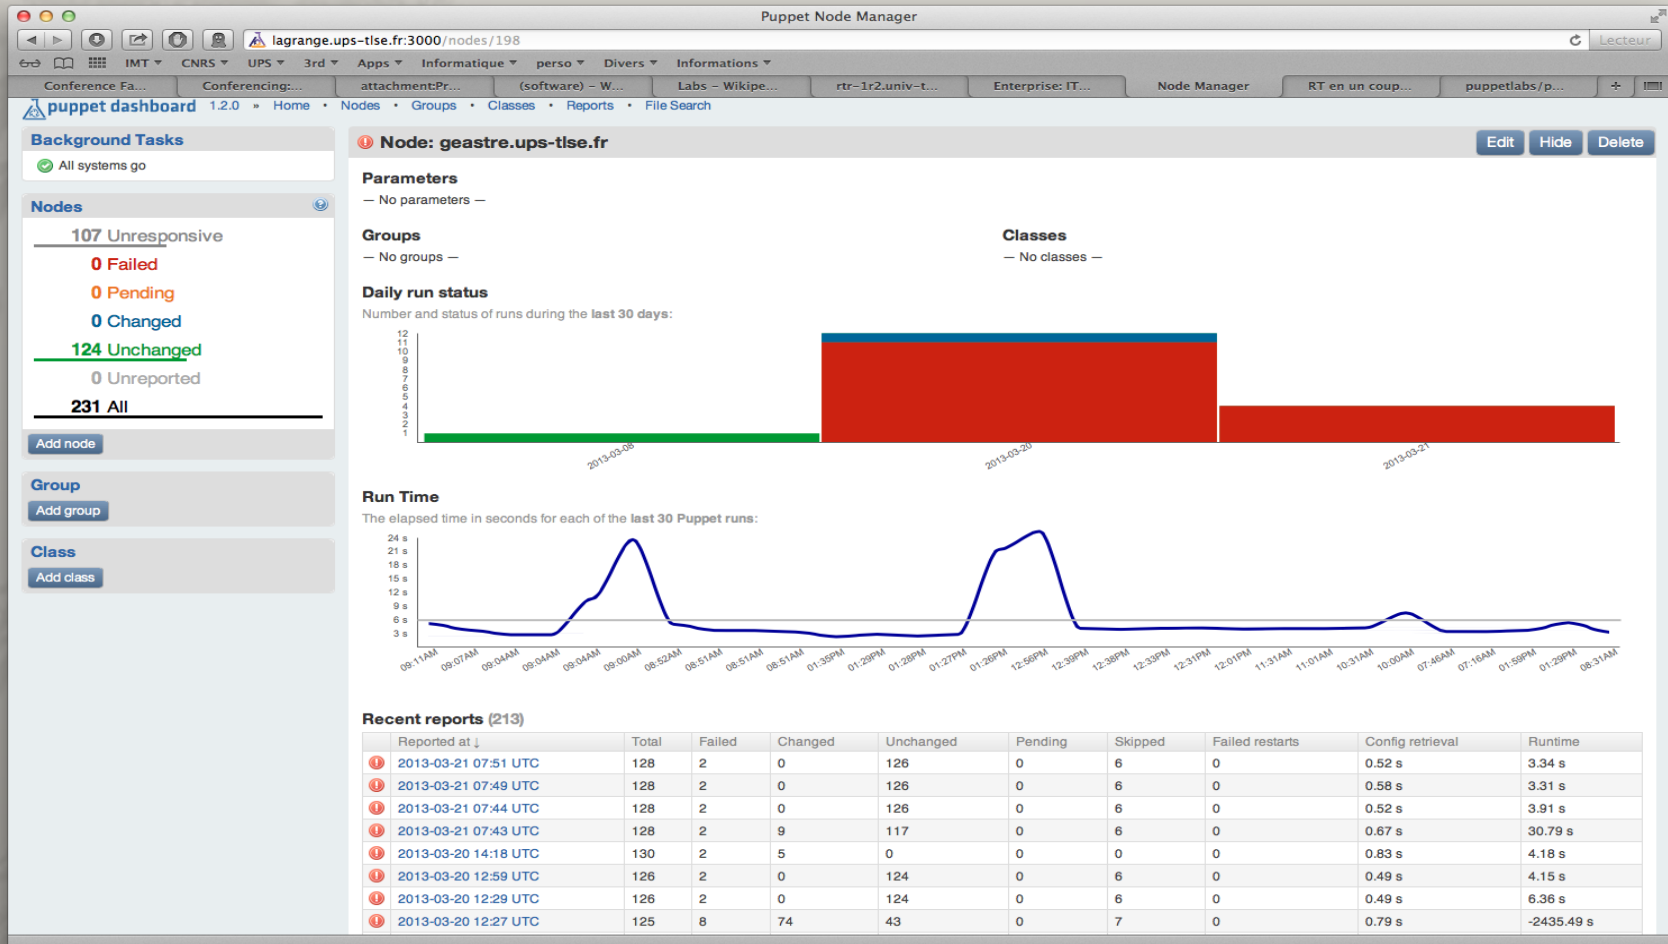 Puppet Node Manager
lagrange.ups-tlse.fr:3000/nodes/198 Lecteur
IMT CNRS UPS 3rd Apps Informatique perso Divers Informations
Conference Fa... Conferencing:... attachment:Pr... (software) – W... Labs – Wikipe... rtr-1r2.univ-t... Enterprise: IT... Node Manager RT en un coup... puppetlabs/p... +
puppet dashboard 1.2.0 » Home • Nodes • Groups • Classes • Reports • File Search
Background Tasks
All systems go
Nodes
107 Unresponsive
0 Failed
0 Pending
0 Changed
124 Unchanged
0 Unreported
231 All
Add node
Group
Add group
Class
Add class
Node: geastre.ups-tlse.fr Edit Hide Delete
Parameters
— No parameters —
Groups Classes
— No groups — — No classes —
Daily run status
Number and status of runs during the last 30 days:
12
11
10
9
8
7
6
5
4
3
2
1
2013-03-08 2013-03-20 2013-03-21
Run Time
The elapsed time in seconds for each of the last 30 Puppet runs:
24 s
21 s
18 s
15 s
12 s
9 s
6 s
3 s
09:11AM 09:07AM 09:04AM 09:04AM 09:04AM 09:00AM 08:52AM 08:51AM 08:51AM 08:51AM 01:35PM 01:29PM 01:28PM 01:27PM 01:26PM 12:56PM 12:39PM 12:38PM 12:33PM 12:31PM 12:01PM 11:31AM 11:01AM 10:31AM 10:00AM 07:46AM 07:16AM 01:59PM 01:29PM 08:31AM
Recent reports (213)
Reported at ↓ Total Failed Changed Unchanged Pending Skipped Failed restarts Config retrieval Runtime
2013-03-21 07:51 UTC 128 2 0 126 0 6 0 0.52 s 3.34 s
2013-03-21 07:49 UTC 128 2 0 126 0 6 0 0.58 s 3.31 s
2013-03-21 07:44 UTC 128 2 0 126 0 6 0 0.52 s 3.91 s
2013-03-21 07:43 UTC 128 2 9 117 0 6 0 0.67 s 30.79 s
2013-03-20 14:18 UTC 130 2 5 0 0 0 0 0.83 s 4.18 s
2013-03-20 12:59 UTC 126 2 0 124 0 6 0 0.49 s 4.15 s
2013-03-20 12:29 UTC 126 2 0 124 0 6 0 0.49 s 6.36 s
2013-03-20 12:27 UTC 125 8 74 43 0 7 0 0.79 s -2435.49 s